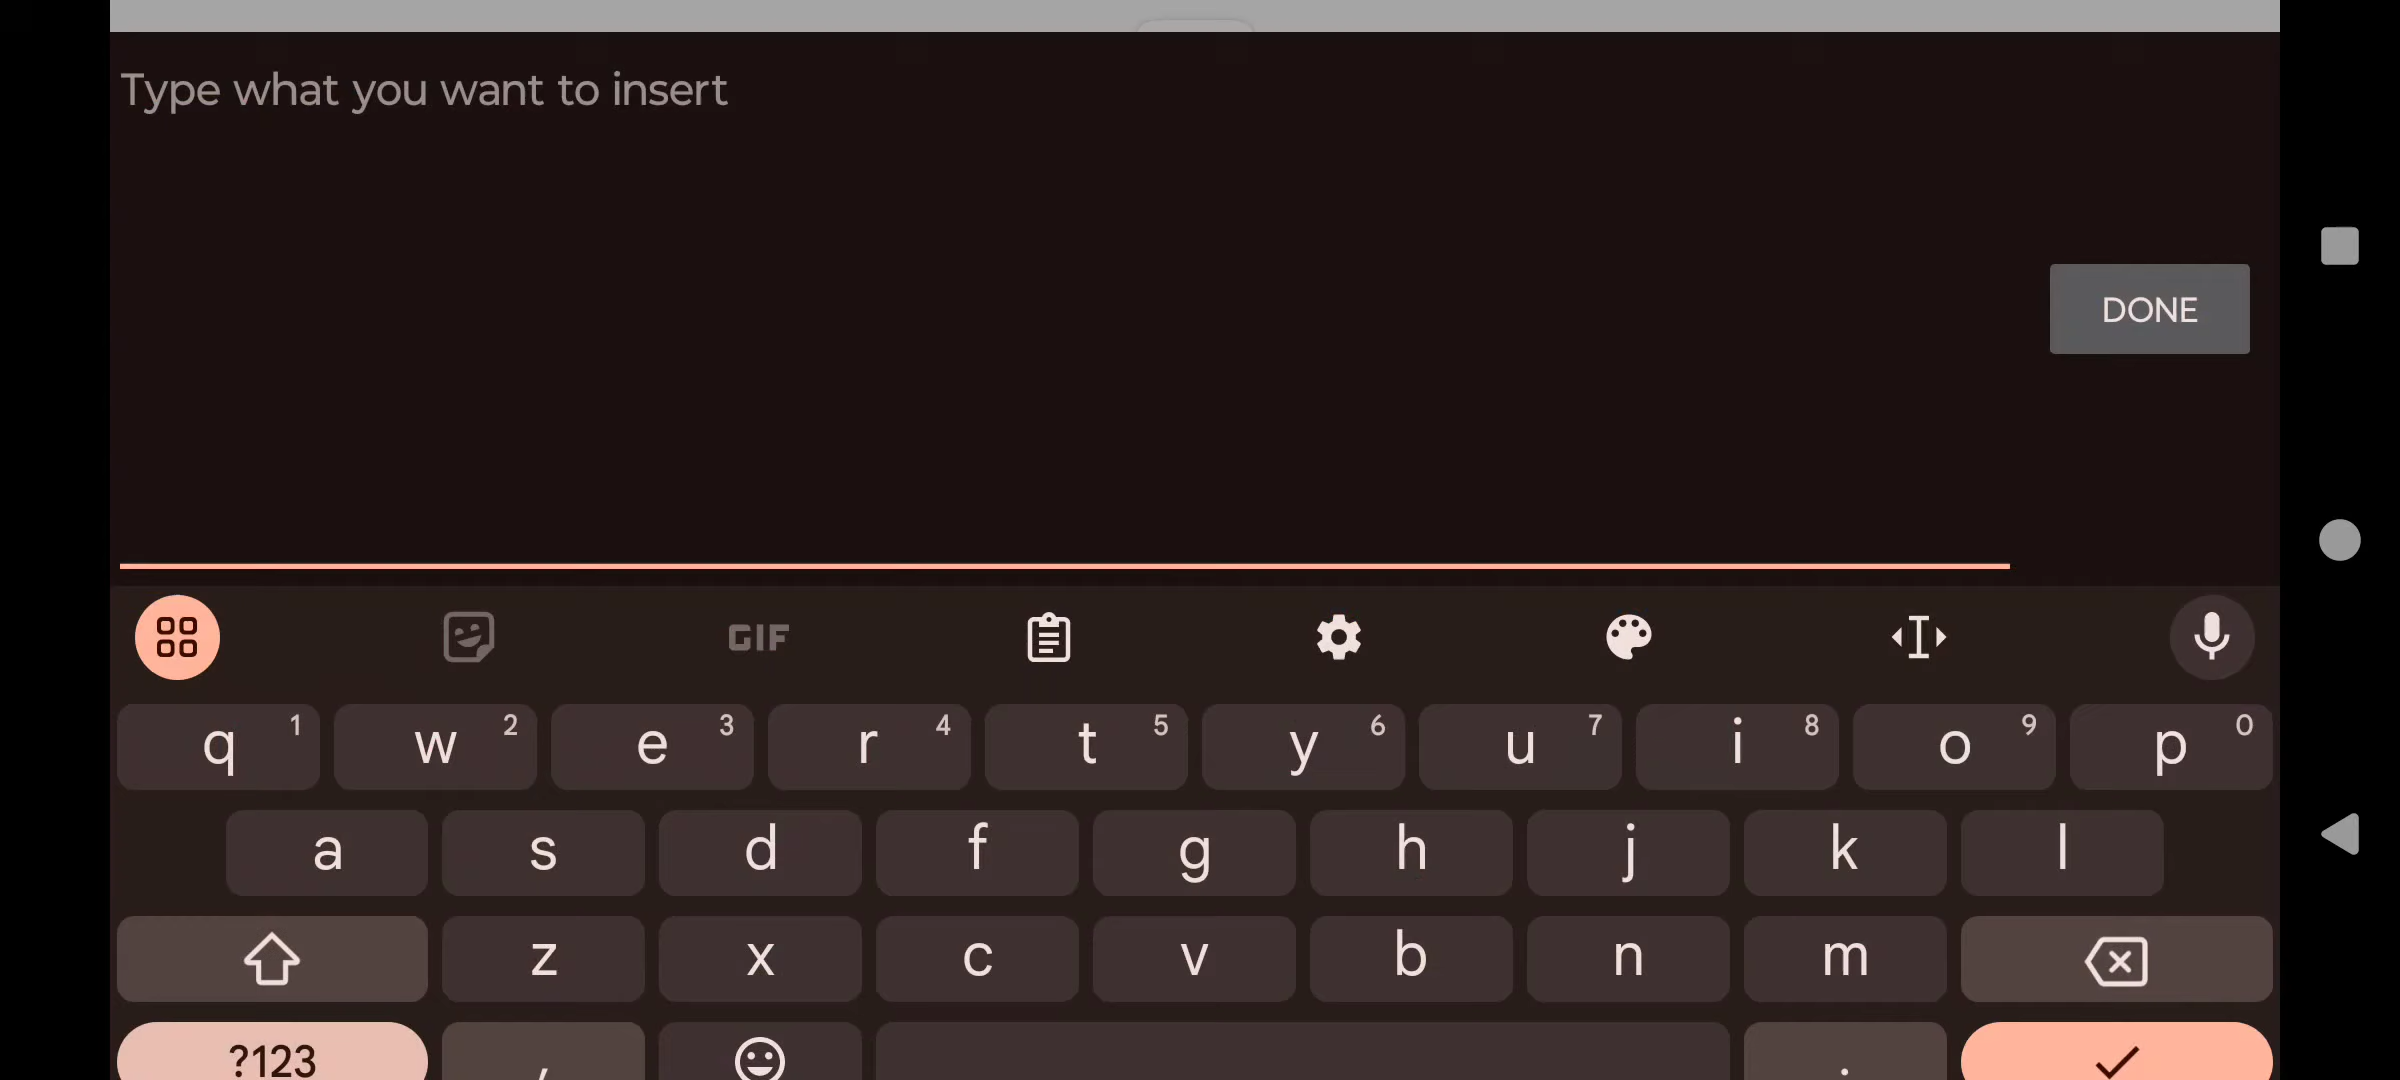 Type what you want to insert
DONE
GIF
q 1 w 2 e 3 r 4 t 5 y 6 u 7 i 8 o 9 p 0
a s d f g h j k l
z x c v b n m
?123 , .